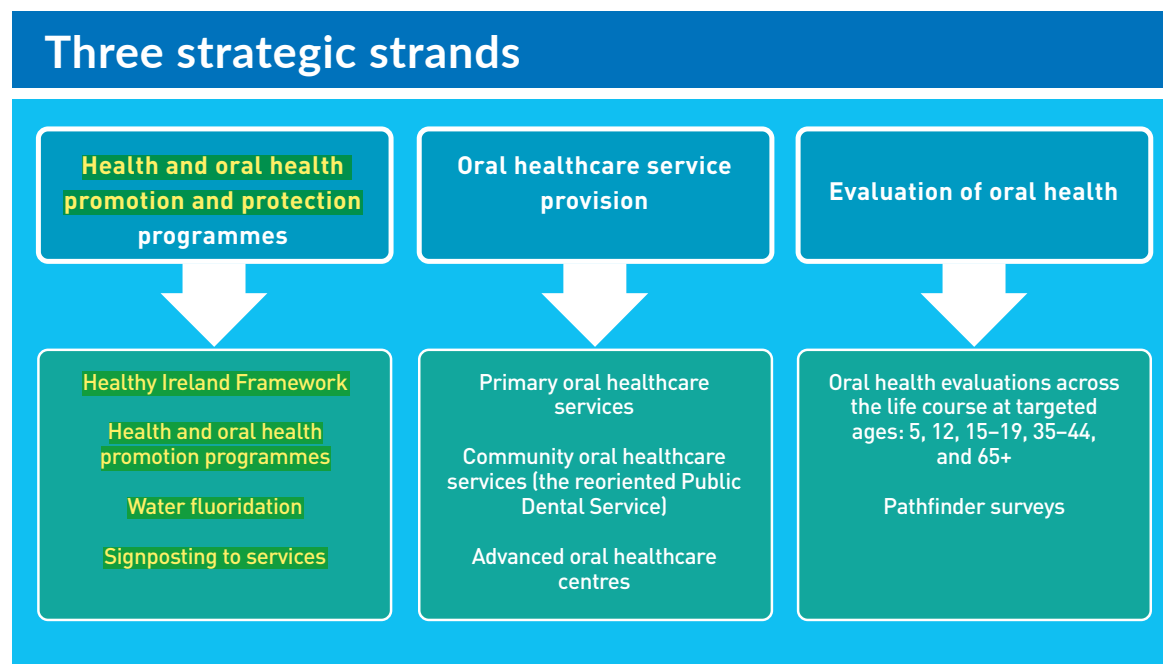 Three strategic strands
Health and oral health
promotion and protection
programmes
Healthy Ireland Framework
Health and oral health
promotion programmes
Water fluoridation
Signposting to services
Oral healthcare service
provision
Primary oral healthcare
services
Community oral healthcare
services (the reoriented Public
Dental Service)
Advanced oral healthcare
centres
Evaluation of oral health
Oral health evaluations across
the life course at targeted
ages: 5, 12, 15–19, 35–44,
and 65+
Pathfinder surveys